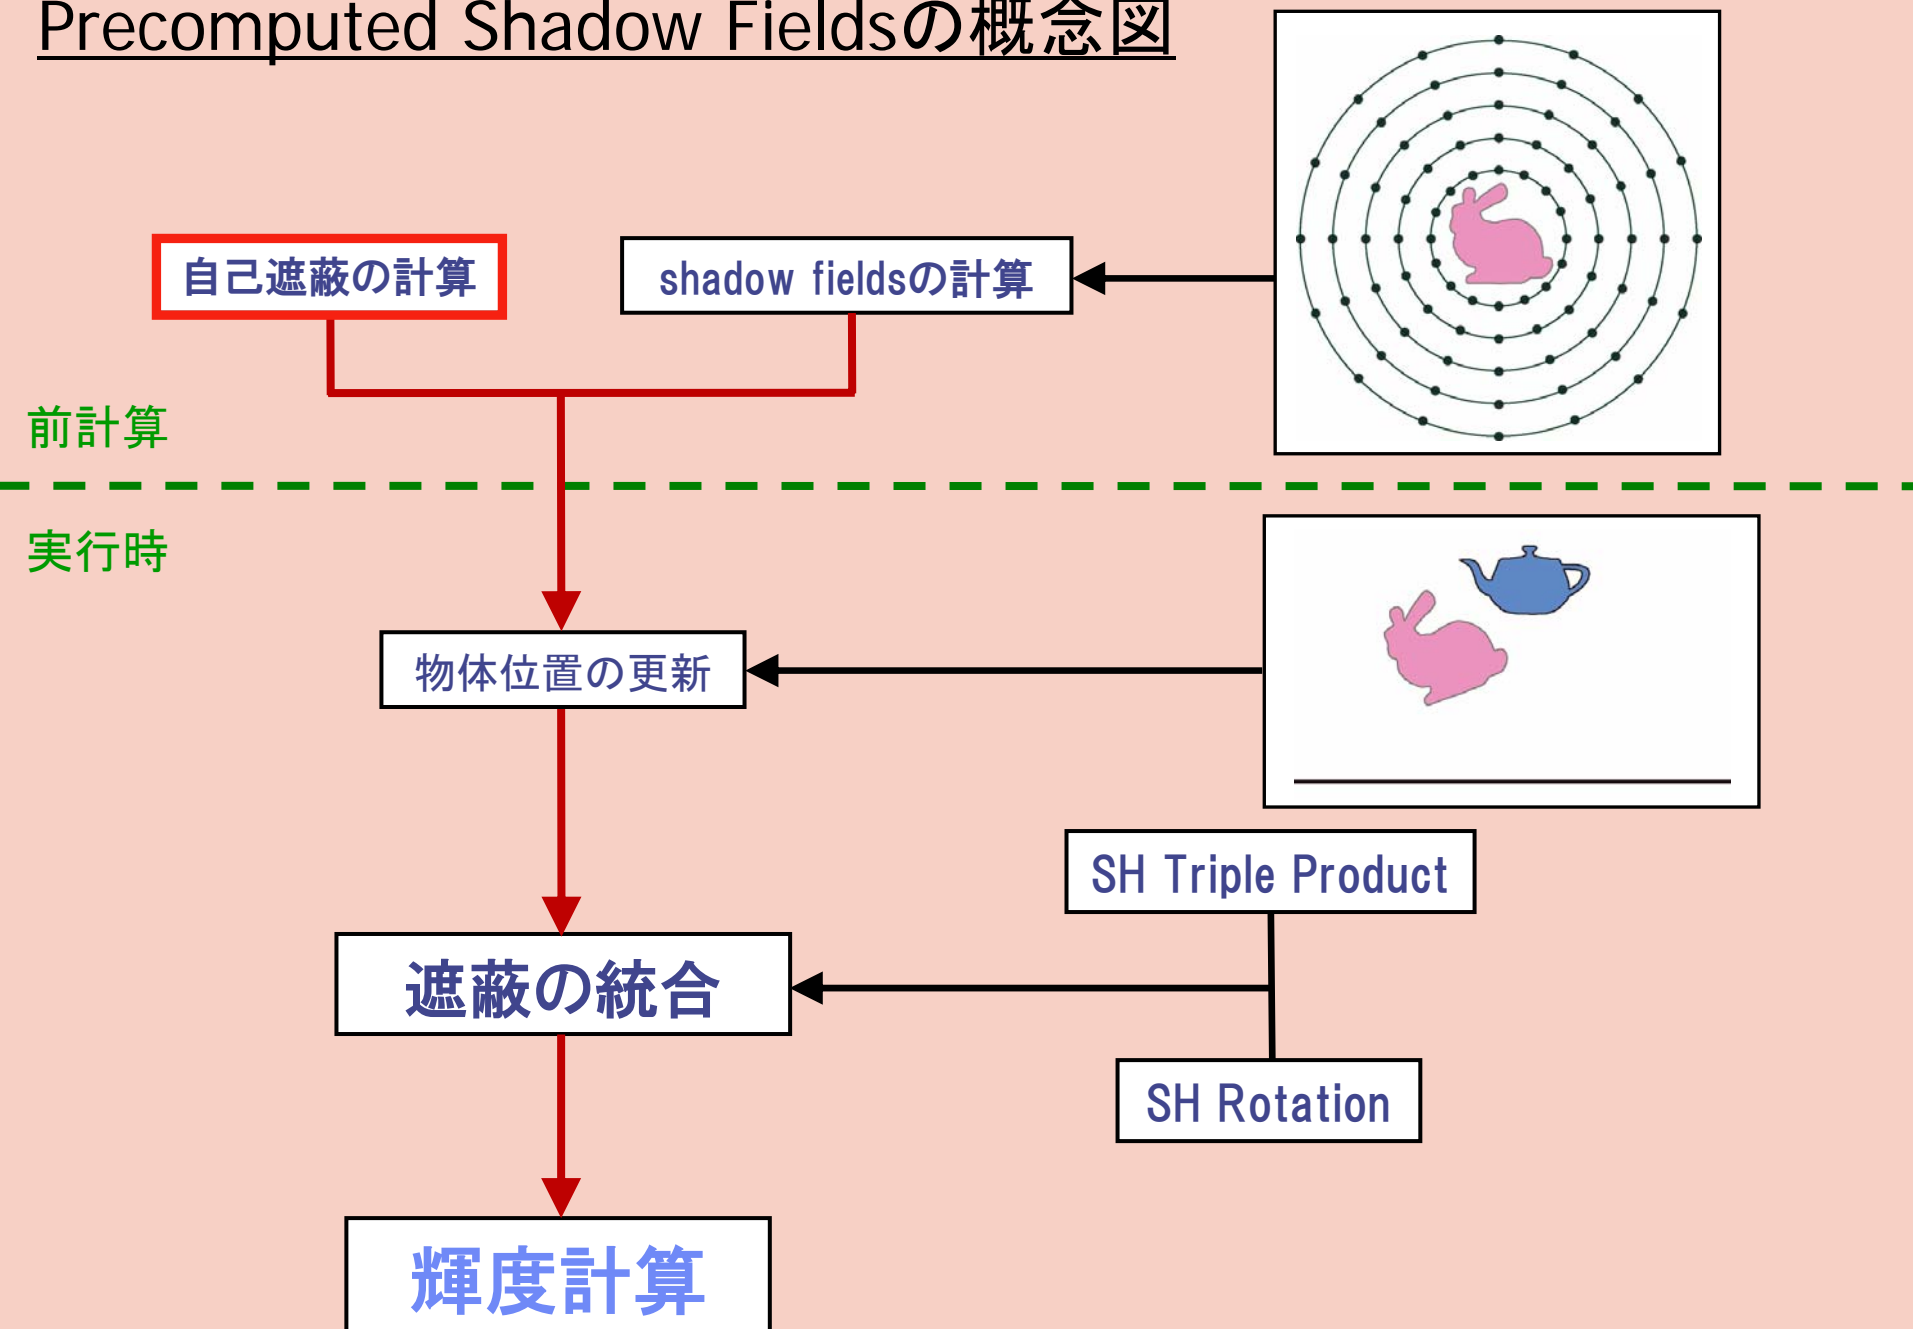 Precomputed Shadow Fieldsの概念図
自己遮蔽の計算
shadow fieldsの計算
前計算
実行時
物体位置の更新
SH Triple Product
遮蔽の統合
SH Rotation
輝度計算